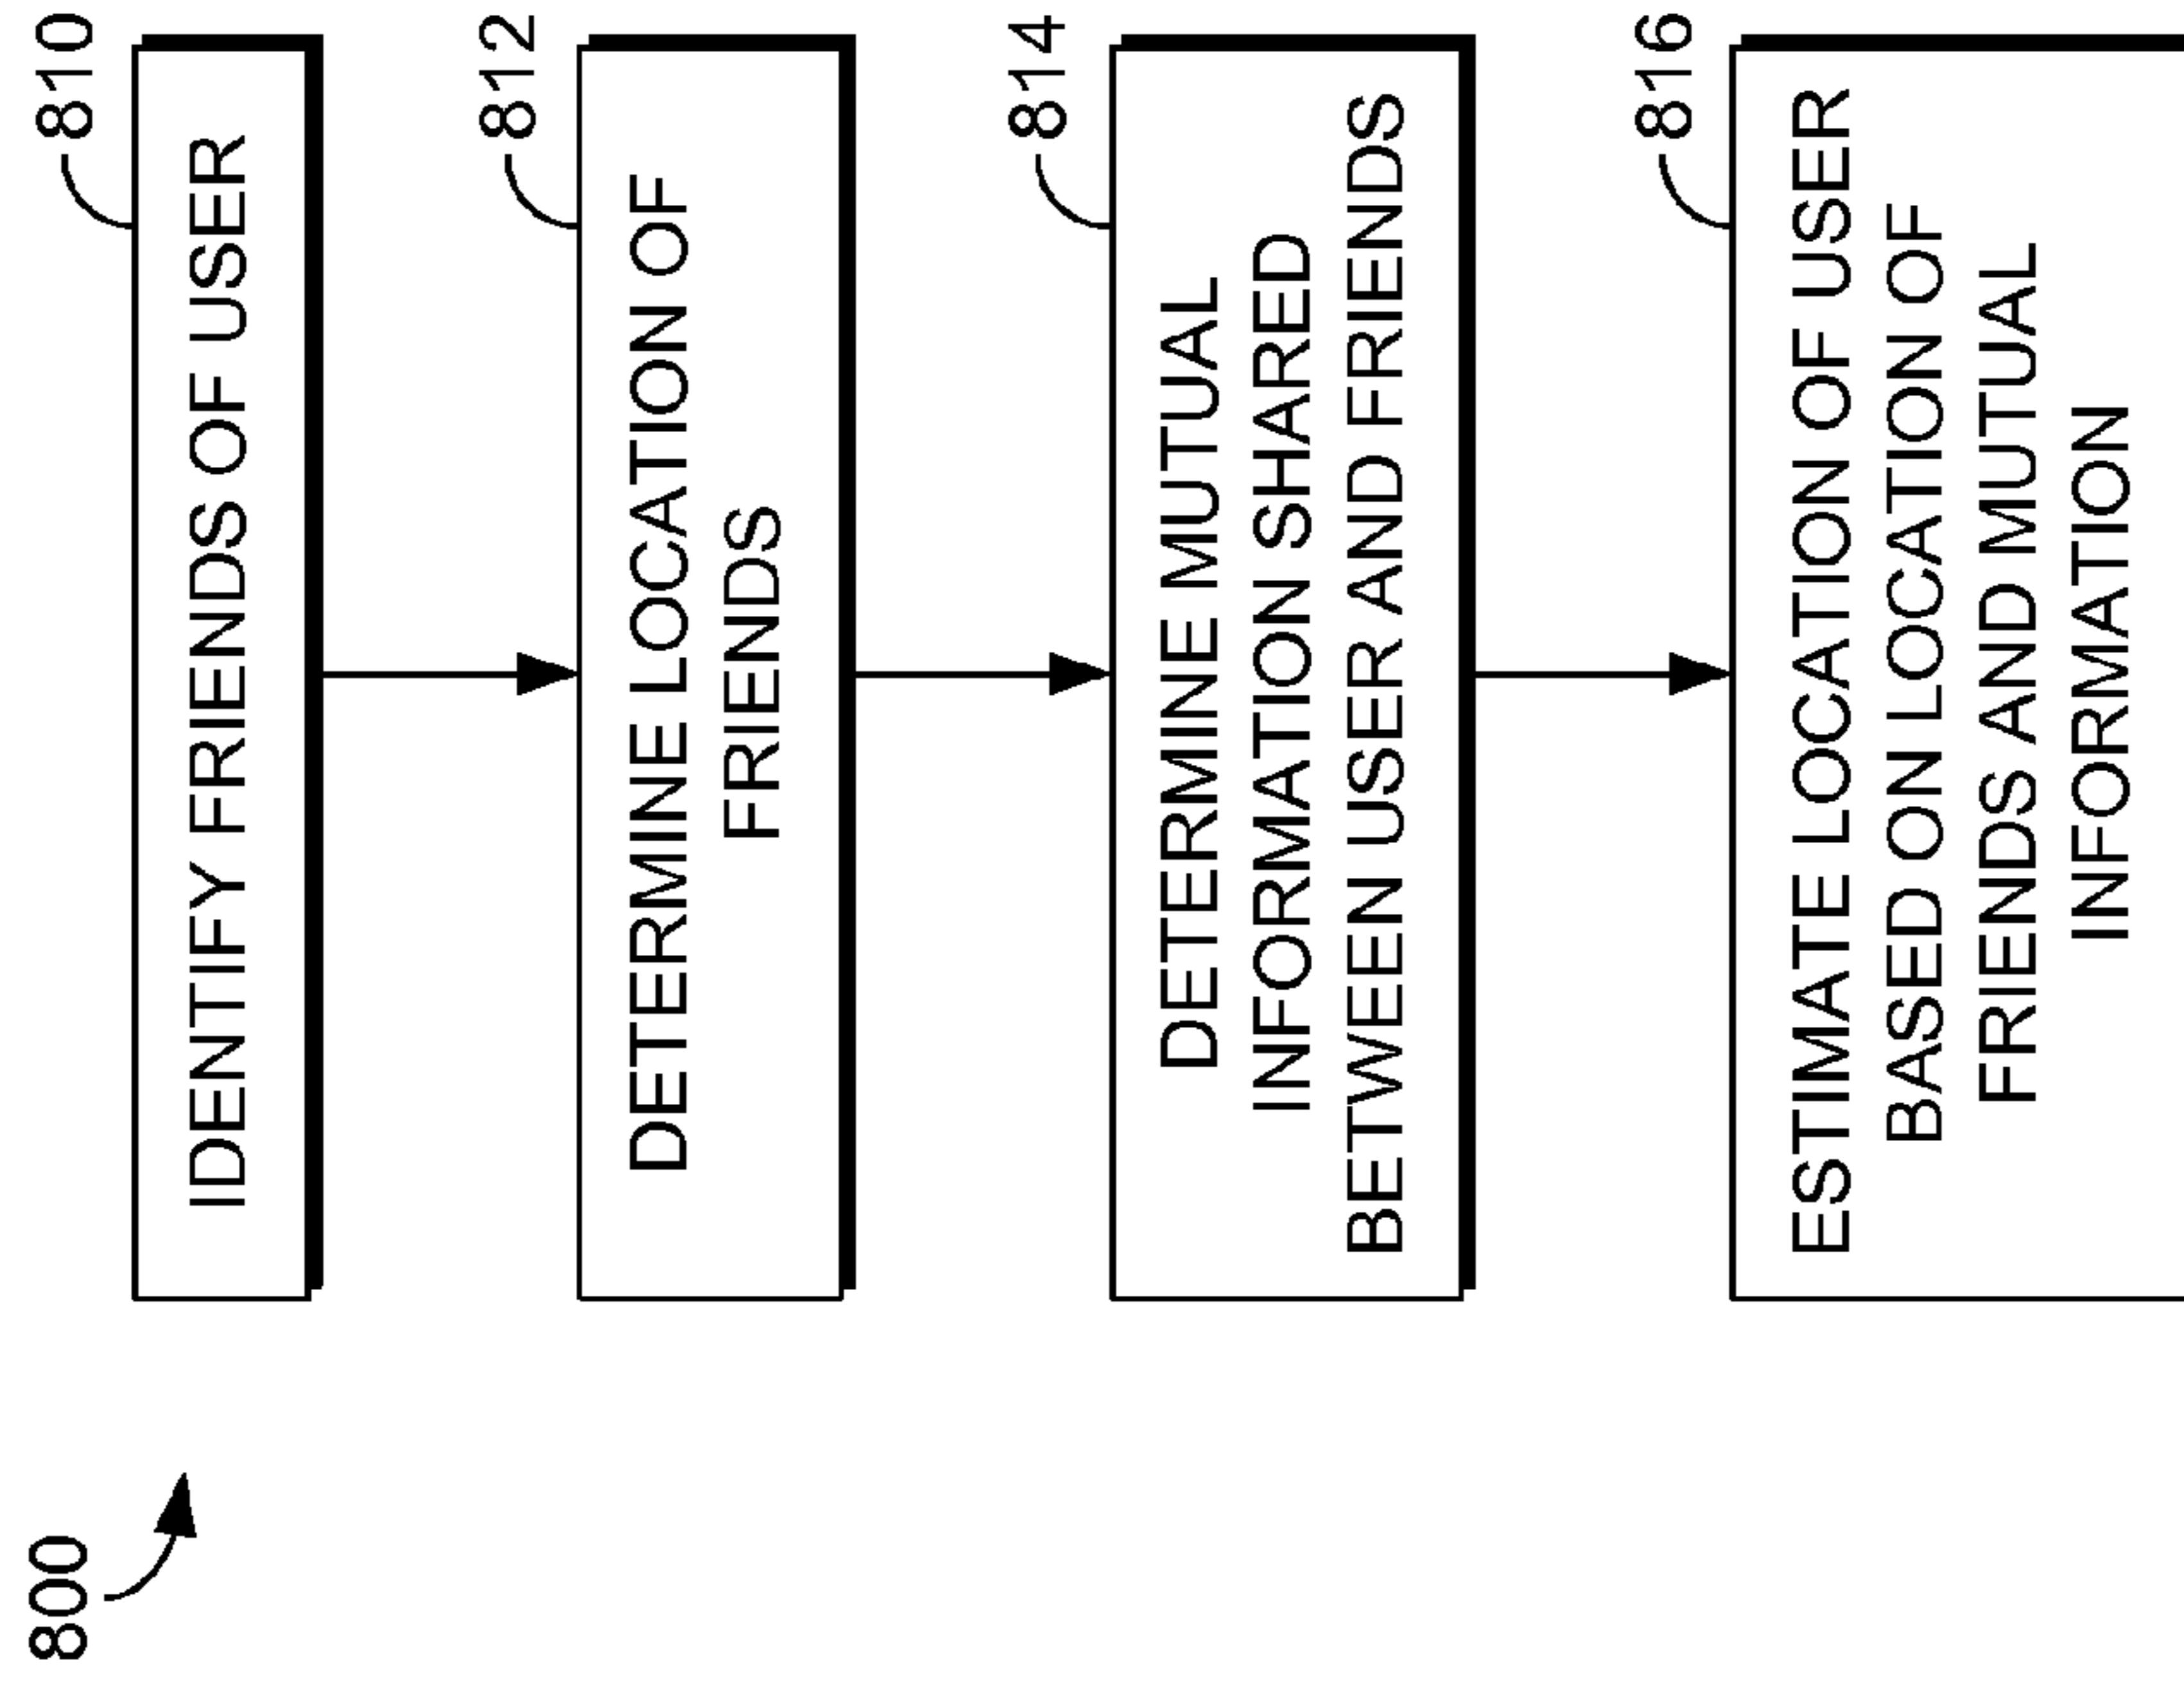 800
810
IDENTIFY FRIENDS OF USER
812
DETERMINE LOCATION OF
FRIENDS
814
DETERMINE MUTUAL
INFORMATION SHARED
BETWEEN USER AND FRIENDS
816
ESTIMATE LOCATION OF USER
BASED ON LOCATION OF
FRIENDS AND MUTUAL
INFORMATION